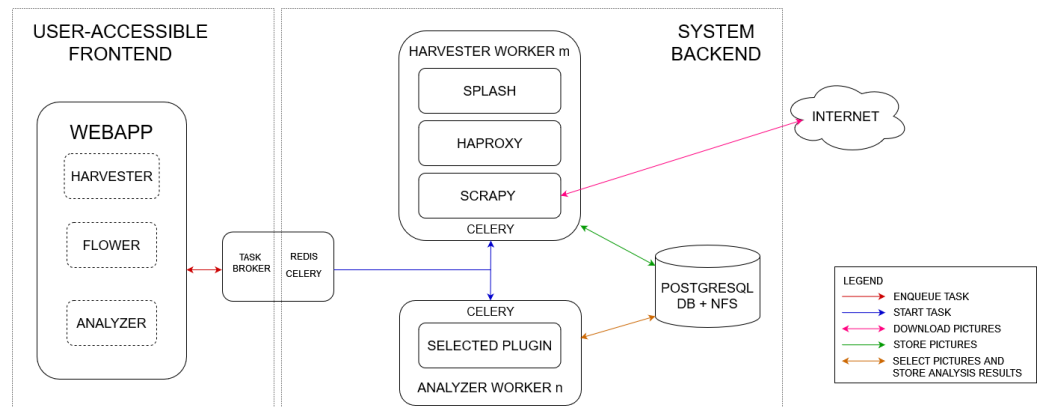 USER-ACCESSIBLE
FRONTEND
WEBAPP
HARVESTER
FLOWER
ANALYZER
TASK
BROKER
REDIS
CELERY
SYSTEM
BACKEND
HARVESTER WORKER m
SPLASH
HAPROXY
SCRAPY
CELERY
CELERY
SELECTED PLUGIN
ANALYZER WORKER n
POSTGRESQL
DB + NFS
INTERNET
LEGEND
ENQUEUE TASK
START TASK
DOWNLOAD PICTURES
STORE PICTURES
SELECT PICTURES AND
STORE ANALYSIS RESULTS